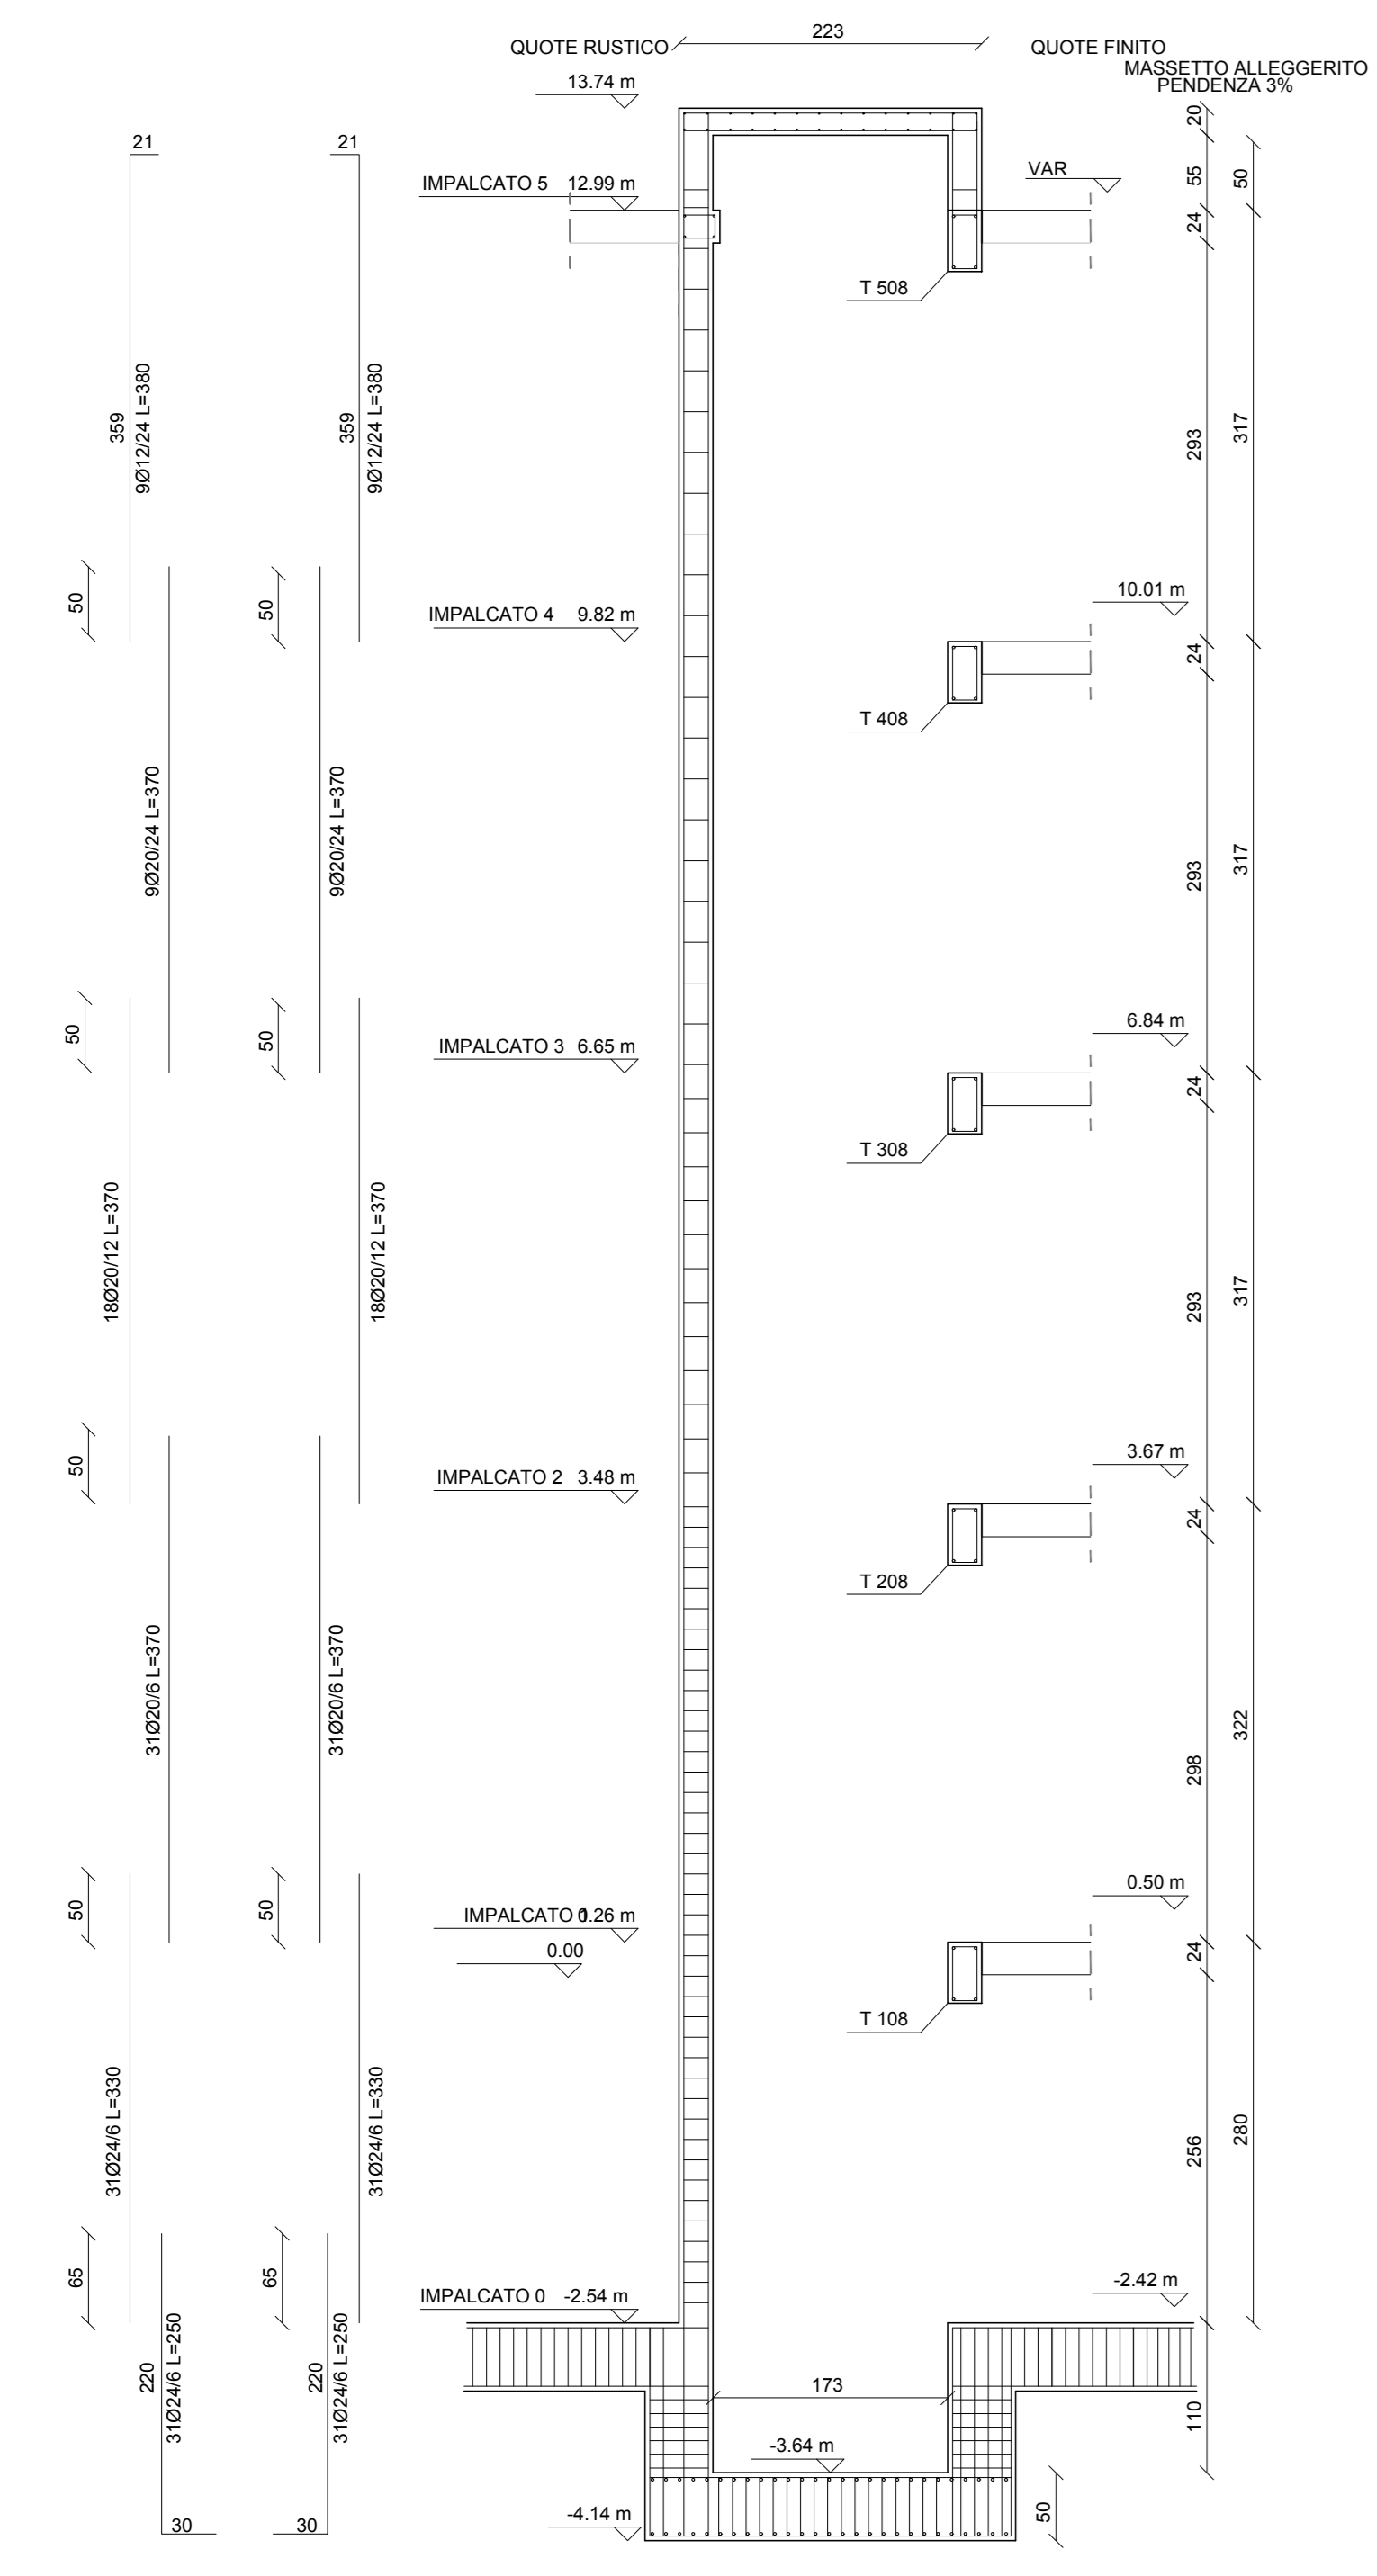 223
QUOTE RUSTICO
QUOTE FINITO
MASSETTO ALLEGGERITO
PENDENZA 3%
13.74 m
20
21
21
IMPALCATO 5 12.99 m
VAR
55
50
24
T 508
359
9Ø12/24 L=380
359
9Ø12/24 L=380
293
317
50
50
IMPALCATO 4 9.82 m
10.01 m
24
T 408
9Ø20/24 L=370
9Ø20/24 L=370
293
317
50
50
IMPALCATO 3 6.65 m
6.84 m
24
T 308
18Ø20/12 L=370
18Ø20/12 L=370
293
317
50
IMPALCATO 2 3.48 m
3.67 m
24
T 208
31Ø20/6 L=370
31Ø20/6 L=370
298
322
50
50
IMPALCATO 0.26 m
0.50 m
0.00
24
T 108
31Ø24/6 L=330
31Ø24/6 L=330
256
280
65
65
IMPALCATO 0 -2.54 m
-2.42 m
220
31Ø24/6 L=250
220
31Ø24/6 L=250
173
110
-3.64 m
-4.14 m
50
30
30